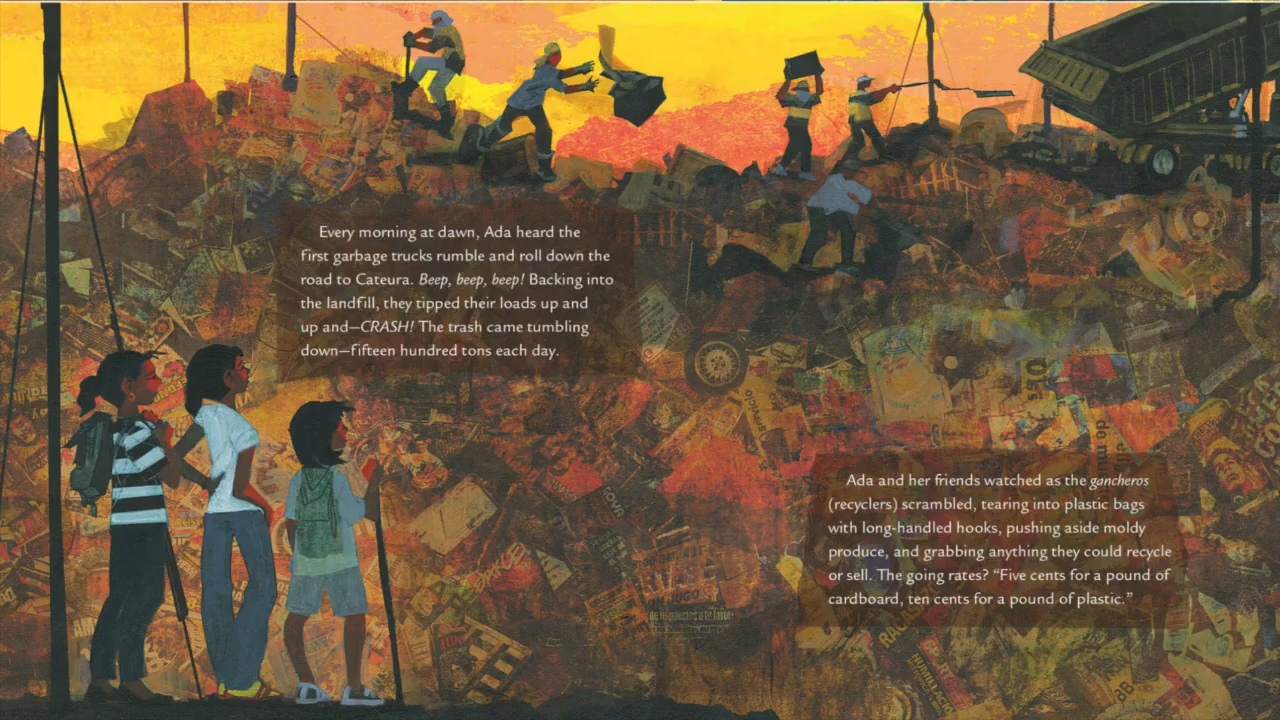 Every morning at dawn, Ada heard the
first garbage trucks rumble and roll down the
road to Cateura. Beep, beep, beep! Backing into
the landfill, they tipped their loads up and
up and—CRASH! The trash came tumbling
down—fifteen hundred tons each day.
Ada and her friends watched as the gancheros
(recyclers) scrambled, tearing into plastic bags
with long-handled hooks, pushing aside moldy
produce, and grabbing anything they could recycle
or sell. The going rates? “Five cents for a pound of
cardboard, ten cents for a pound of plastic.”